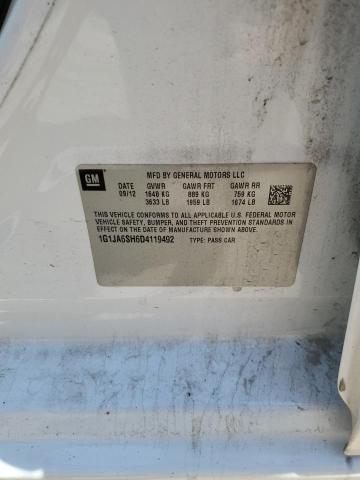 GM
MFD BY GENERAL MOTORS LLC
DATE GVWR GAWR FRT GAWR RR
09/12 1648 KG 889 KG 759 KG
3633 LB 1959 LB 1674 LB
THIS VEHICLE CONFORMS TO ALL APPLICABLE U.S. FEDERAL MOTOR
VEHICLE SAFETY, BUMPER, AND THEFT PREVENTION STANDARDS IN
EFFECT ON THE DATE OF MANUFACTURE SHOWN ABOVE.
1G1JA6SH6D4119492 TYPE: PASS CAR